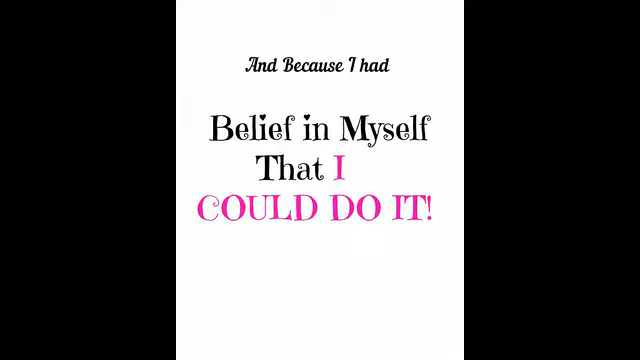 And Because I had
Belief in Myself
That I
COULD DO IT!